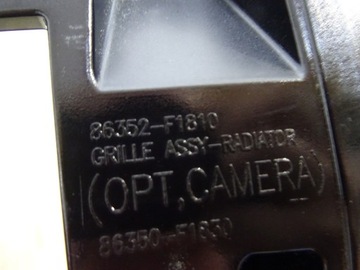 86352-F1810
GRILLE ASSY-RADIATOR
(OPT,CAMERA)
86350-F1830